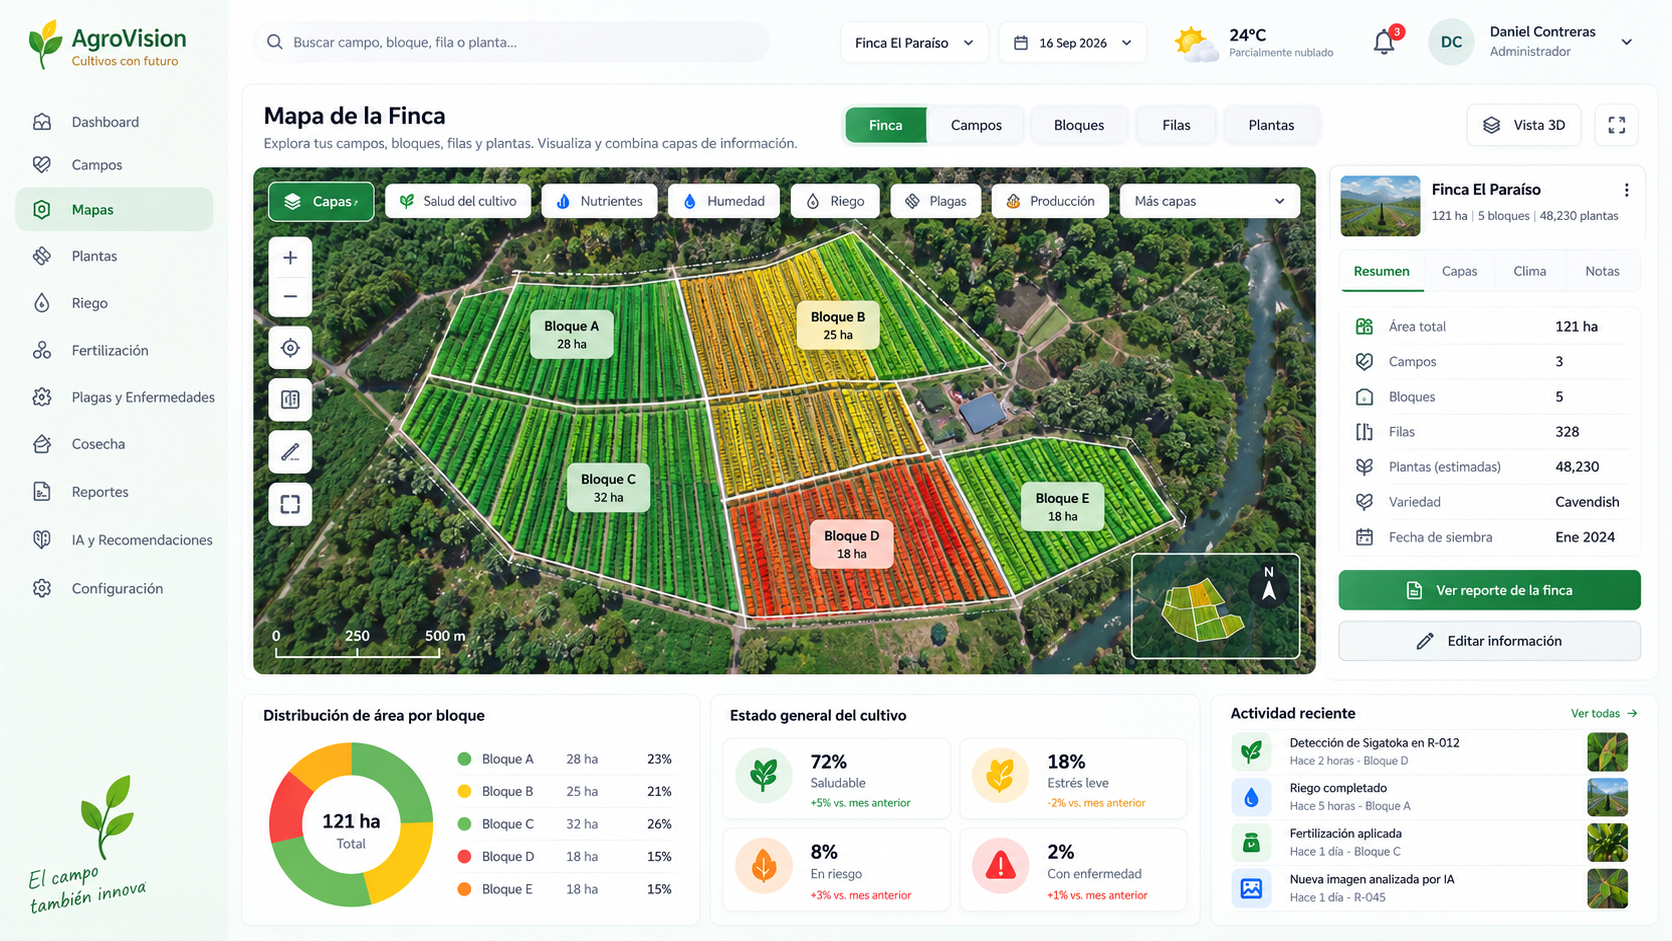 AgroVision
Cultivos con futuro
Buscar campo, bloque, fila o planta...
Finca El Paraíso
16 Sep 2026
24°C
Parcialmente nublado
3
DC
Daniel Contreras
Administrador
Dashboard
Campos
Mapas
Plantas
Riego
Fertilización
Plagas y Enfermedades
Cosecha
Reportes
IA y Recomendaciones
Configuración
El campo
también innova
Mapa de la Finca
Explora tus campos, bloques, filas y plantas. Visualiza y combina capas de información.
Finca
Campos
Bloques
Filas
Plantas
Vista 3D
Capas
Salud del cultivo
Nutrientes
Humedad
Riego
Plagas
Producción
Más capas
Bloque A
28 ha
Bloque B
25 ha
Bloque C
32 ha
Bloque D
18 ha
Bloque E
18 ha
0 250 500 m
N
Finca El Paraíso
121 ha | 5 bloques | 48,230 plantas
Resumen
Capas
Clima
Notas
Área total 121 ha
Campos 3
Bloques 5
Filas 328
Plantas (estimadas) 48,230
Variedad Cavendish
Fecha de siembra Ene 2024
Ver reporte de la finca
Editar información
Distribución de área por bloque
121 ha
Total
Bloque A 28 ha 23%
Bloque B 25 ha 21%
Bloque C 32 ha 26%
Bloque D 18 ha 15%
Bloque E 18 ha 15%
Estado general del cultivo
72%
Saludable
+5% vs. mes anterior
18%
Estrés leve
-2% vs. mes anterior
8%
En riesgo
+3% vs. mes anterior
2%
Con enfermedad
+1% vs. mes anterior
Actividad reciente
Ver todas →
Detección de Sigatoka en R-012
Hace 2 horas - Bloque D
Riego completado
Hace 5 horas - Bloque A
Fertilización aplicada
Hace 1 día - Bloque C
Nueva imagen analizada por IA
Hace 1 día - R-045